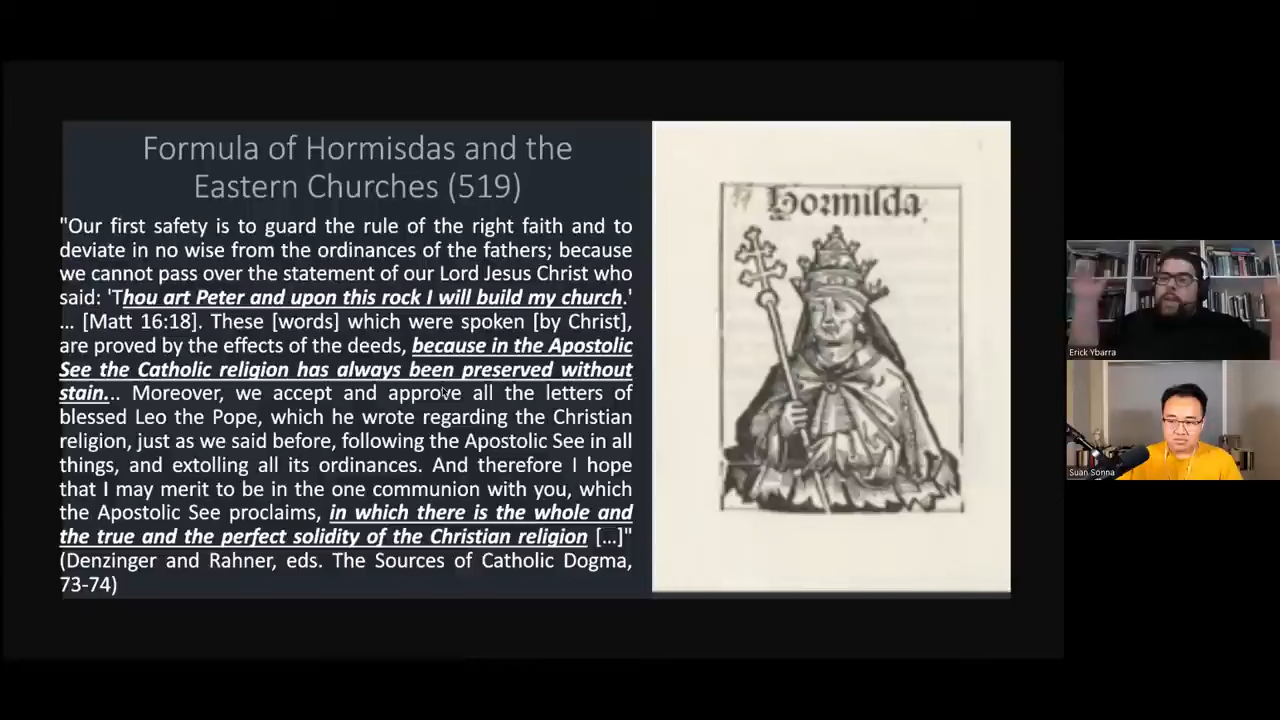 Formula of Hormisdas and the
Eastern Churches (519)
"Our first safety is to guard the rule of the right faith and to
deviate in no wise from the ordinances of the fathers; because
we cannot pass over the statement of our Lord Jesus Christ who
said: 'Thou art Peter and upon this rock I will build my church.'
... [Matt 16:18]. These [words] which were spoken [by Christ],
are proved by the effects of the deeds, because in the Apostolic
See the Catholic religion has always been preserved without
stain... Moreover, we accept and approve all the letters of
blessed Leo the Pope, which he wrote regarding the Christian
religion, just as we said before, following the Apostolic See in all
things, and extolling all its ordinances. And therefore I hope
that I may merit to be in the one communion with you, which
the Apostolic See proclaims, in which there is the whole and
the true and the perfect solidity of the Christian religion [...]"
(Denzinger and Rahner, eds. The Sources of Catholic Dogma,
73-74)
Hormisda
Erick Ybarra
Suan Sonna